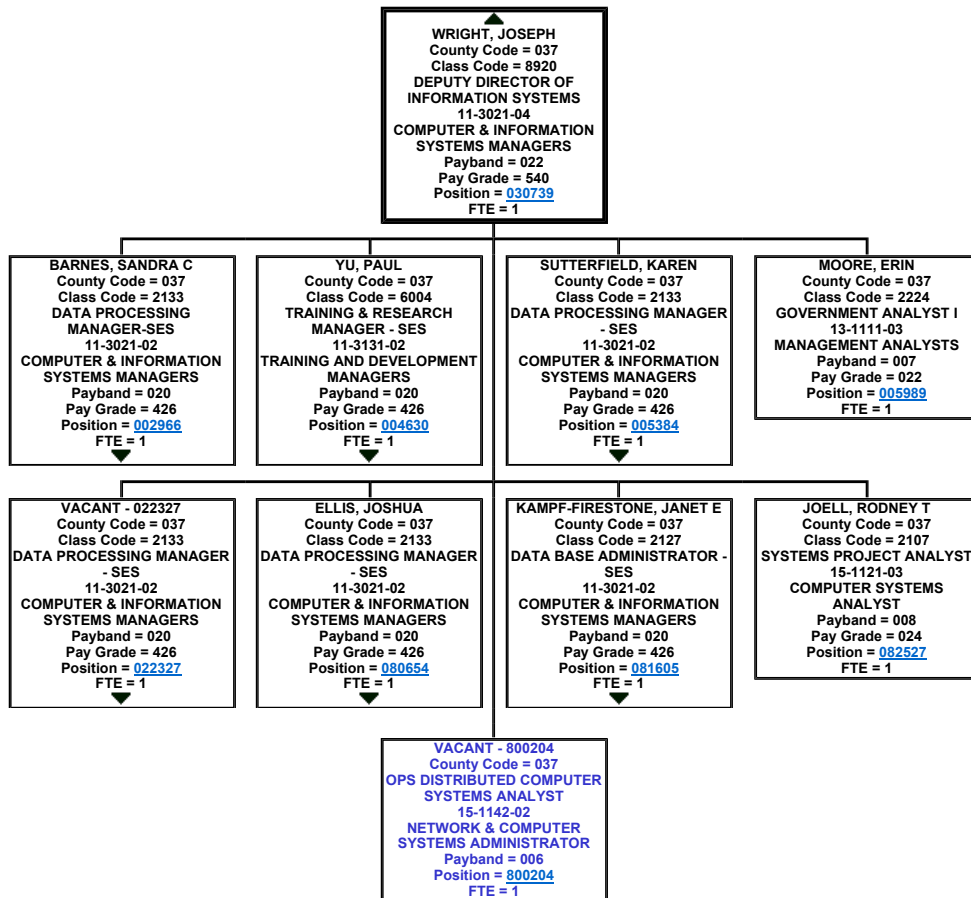 WRIGHT, JOSEPH
County Code = 037
Class Code = 8920
DEPUTY DIRECTOR OF
INFORMATION SYSTEMS
11-3021-04
COMPUTER & INFORMATION
SYSTEMS MANAGERS
Payband = 022
Pay Grade = 540
Position = 030739
FTE = 1
BARNES, SANDRA C
County Code = 037
Class Code = 2133
DATA PROCESSING
MANAGER-SES
11-3021-02
COMPUTER & INFORMATION
SYSTEMS MANAGERS
Payband = 020
Pay Grade = 426
Position = 002966
FTE = 1
YU, PAUL
County Code = 037
Class Code = 6004
TRAINING & RESEARCH
MANAGER - SES
11-3131-02
TRAINING AND DEVELOPMENT
MANAGERS
Payband = 020
Pay Grade = 426
Position = 004630
FTE = 1
SUTTERFIELD, KAREN
County Code = 037
Class Code = 2133
DATA PROCESSING MANAGER
- SES
11-3021-02
COMPUTER & INFORMATION
SYSTEMS MANAGERS
Payband = 020
Pay Grade = 426
Position = 005384
FTE = 1
MOORE, ERIN
County Code = 037
Class Code = 2224
GOVERNMENT ANALYST I
13-1111-03
MANAGEMENT ANALYSTS
Payband = 007
Pay Grade = 022
Position = 005989
FTE = 1
VACANT - 022327
County Code = 037
Class Code = 2133
DATA PROCESSING MANAGER
- SES
11-3021-02
COMPUTER & INFORMATION
SYSTEMS MANAGERS
Payband = 020
Pay Grade = 426
Position = 022327
FTE = 1
ELLIS, JOSHUA
County Code = 037
Class Code = 2133
DATA PROCESSING MANAGER
- SES
11-3021-02
COMPUTER & INFORMATION
SYSTEMS MANAGERS
Payband = 020
Pay Grade = 426
Position = 080654
FTE = 1
KAMPF-FIRESTONE, JANET E
County Code = 037
Class Code = 2127
DATA BASE ADMINISTRATOR -
SES
11-3021-02
COMPUTER & INFORMATION
SYSTEMS MANAGERS
Payband = 020
Pay Grade = 426
Position = 081605
FTE = 1
JOELL, RODNEY T
County Code = 037
Class Code = 2107
SYSTEMS PROJECT ANALYST
15-1121-03
COMPUTER SYSTEMS
ANALYST
Payband = 008
Pay Grade = 024
Position = 082527
FTE = 1
VACANT - 800204
County Code = 037
OPS DISTRIBUTED COMPUTER
SYSTEMS ANALYST
15-1142-02
NETWORK & COMPUTER
SYSTEMS ADMINISTRATOR
Payband = 006
Position = 800204
FTE = 1